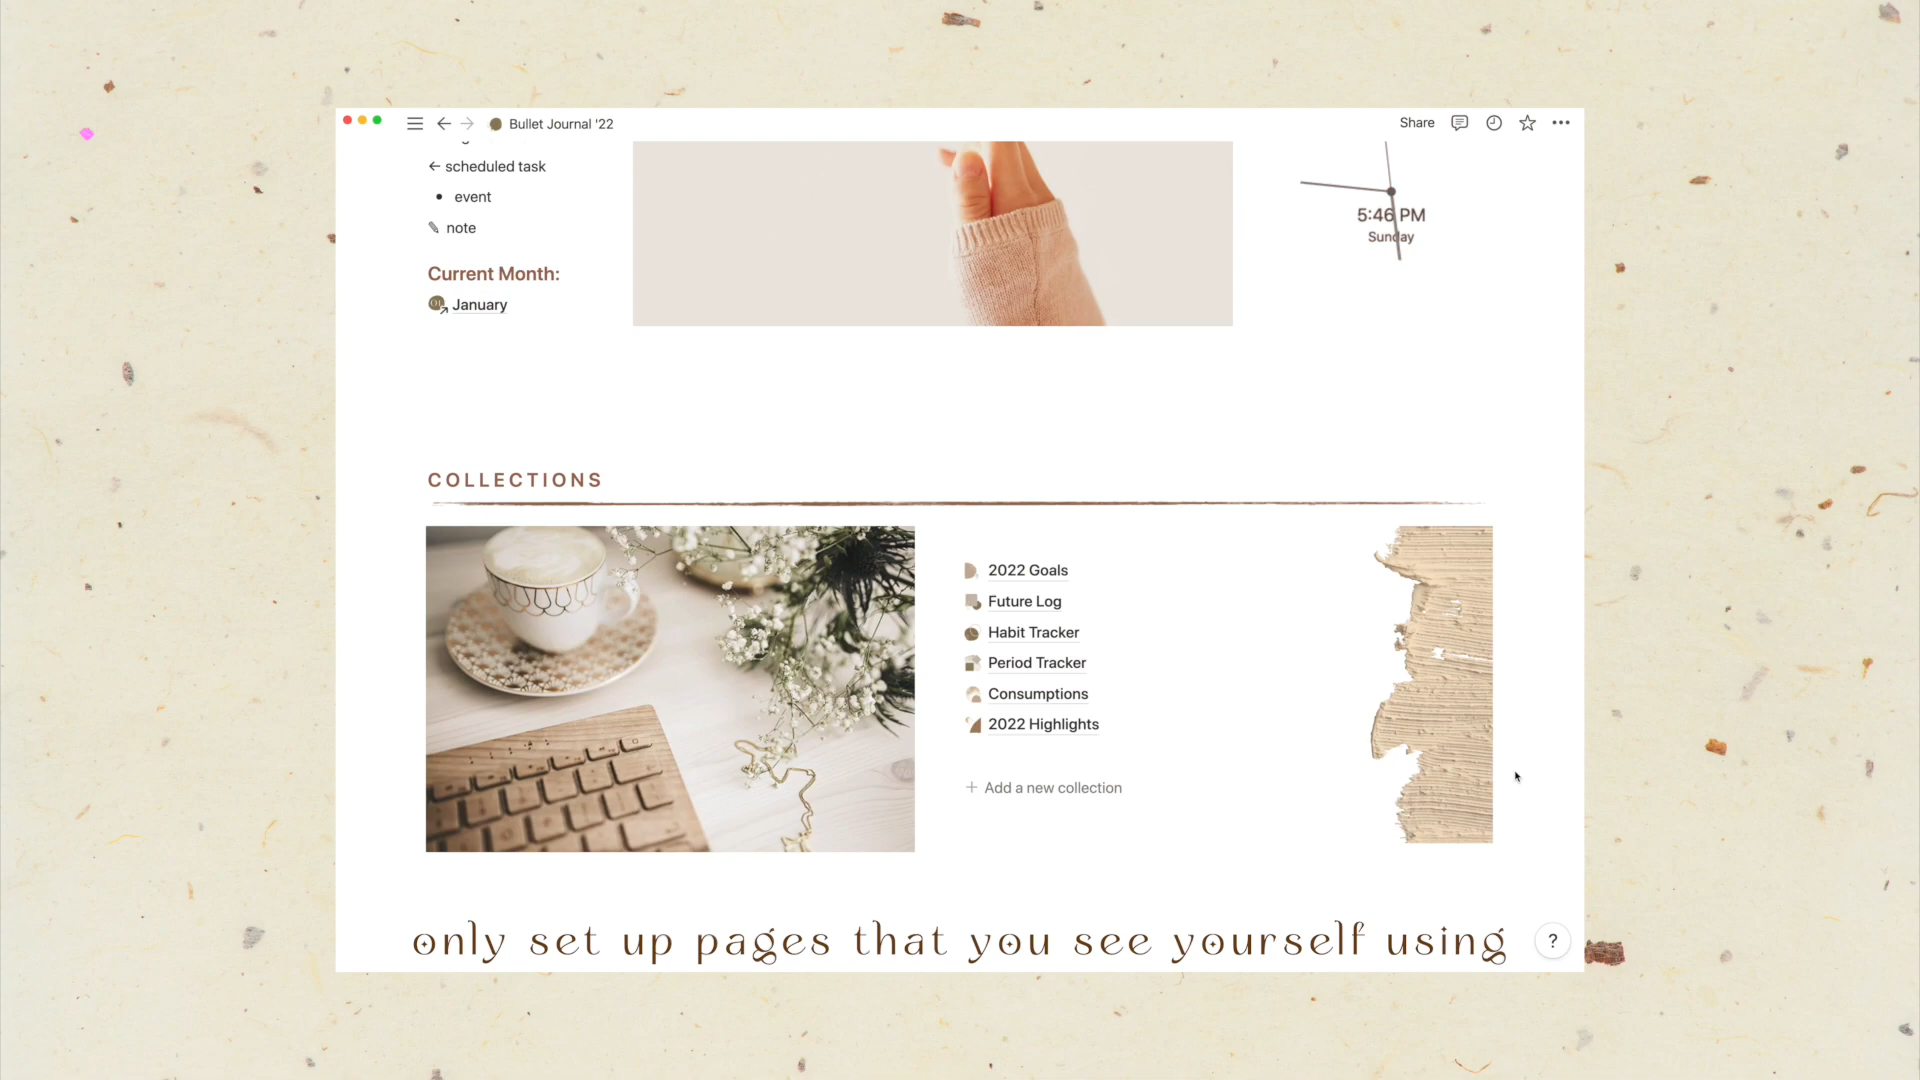 Bullet Journal '22
Share
← scheduled task
• event
note
Current Month:
January
5:46 PM
Sunday
COLLECTIONS
2022 Goals
Future Log
Habit Tracker
Period Tracker
Consumptions
2022 Highlights
+ Add a new collection
only set up pages that you see yourself using
?